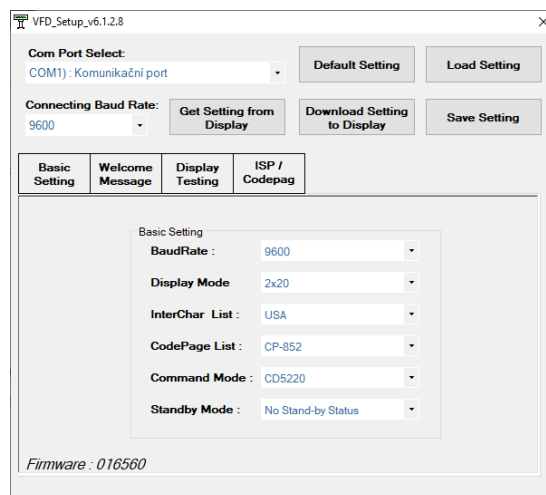 VFD_Setup_v6.1.2.8
Com Port Select:
COM1) : Komunikační port
Default Setting
Load Setting
Connecting Baud Rate:
9600
Get Setting from
Display
Download Setting
to Display
Save Setting
Basic
Setting
Welcome
Message
Display
Testing
ISP /
Codepag
Basic Setting
BaudRate : 9600
Display Mode 2x20
InterChar List : USA
CodePage List : CP-852
Command Mode : CD5220
Standby Mode : No Stand-by Status
Firmware : 016560